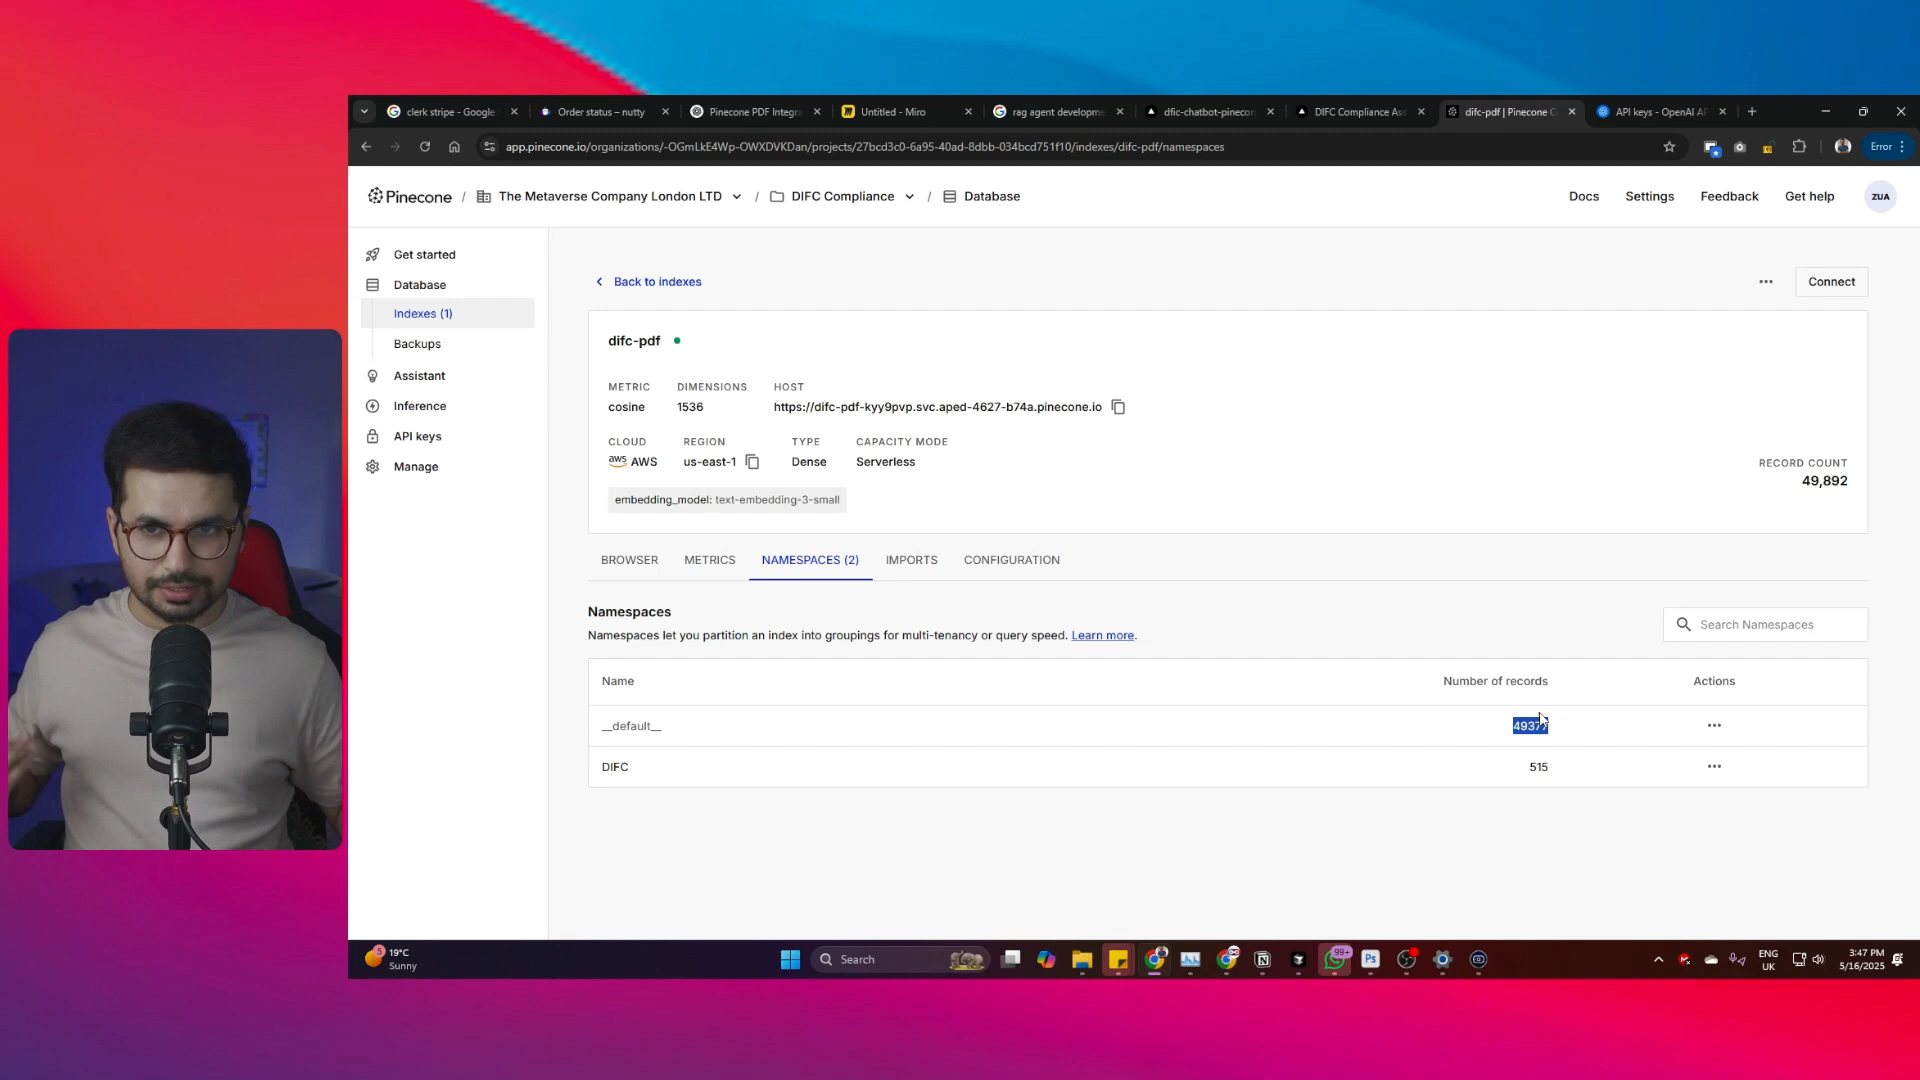 clerk stripe - Google
Order status – nutty
Pinecone PDF Integra
Untitled - Miro
rag agent developme
dfic-chatbot-pinecon
DIFC Compliance Ass
difc-pdf | Pinecone C
API keys - OpenAI AP
app.pinecone.io/organizations/-OGmLkE4Wp-OWXDVKDan/projects/27bcd3c0-6a95-40ad-8dbb-034bcd751f10/indexes/difc-pdf/namespaces
Error
Pinecone / The Metaverse Company London LTD / DIFC Compliance / Database
Docs
Settings
Feedback
Get help
ZUA
Get started
Database
Indexes (1)
Backups
Assistant
Inference
API keys
Manage
Back to indexes
Connect
difc-pdf
METRIC DIMENSIONS HOST
cosine 1536 https://difc-pdf-kyy9pvp.svc.aped-4627-b74a.pinecone.io
CLOUD REGION TYPE CAPACITY MODE
aws AWS us-east-1 Dense Serverless
RECORD COUNT
49,892
embedding_model: text-embedding-3-small
BROWSER METRICS NAMESPACES (2) IMPORTS CONFIGURATION
Namespaces
Namespaces let you partition an index into groupings for multi-tenancy or query speed. Learn more.
Search Namespaces
Name Number of records Actions
__default__ 49377
DIFC 515
5
19°C
Sunny
Search
99+
Ps
ENG
UK
3:47 PM
5/16/2025